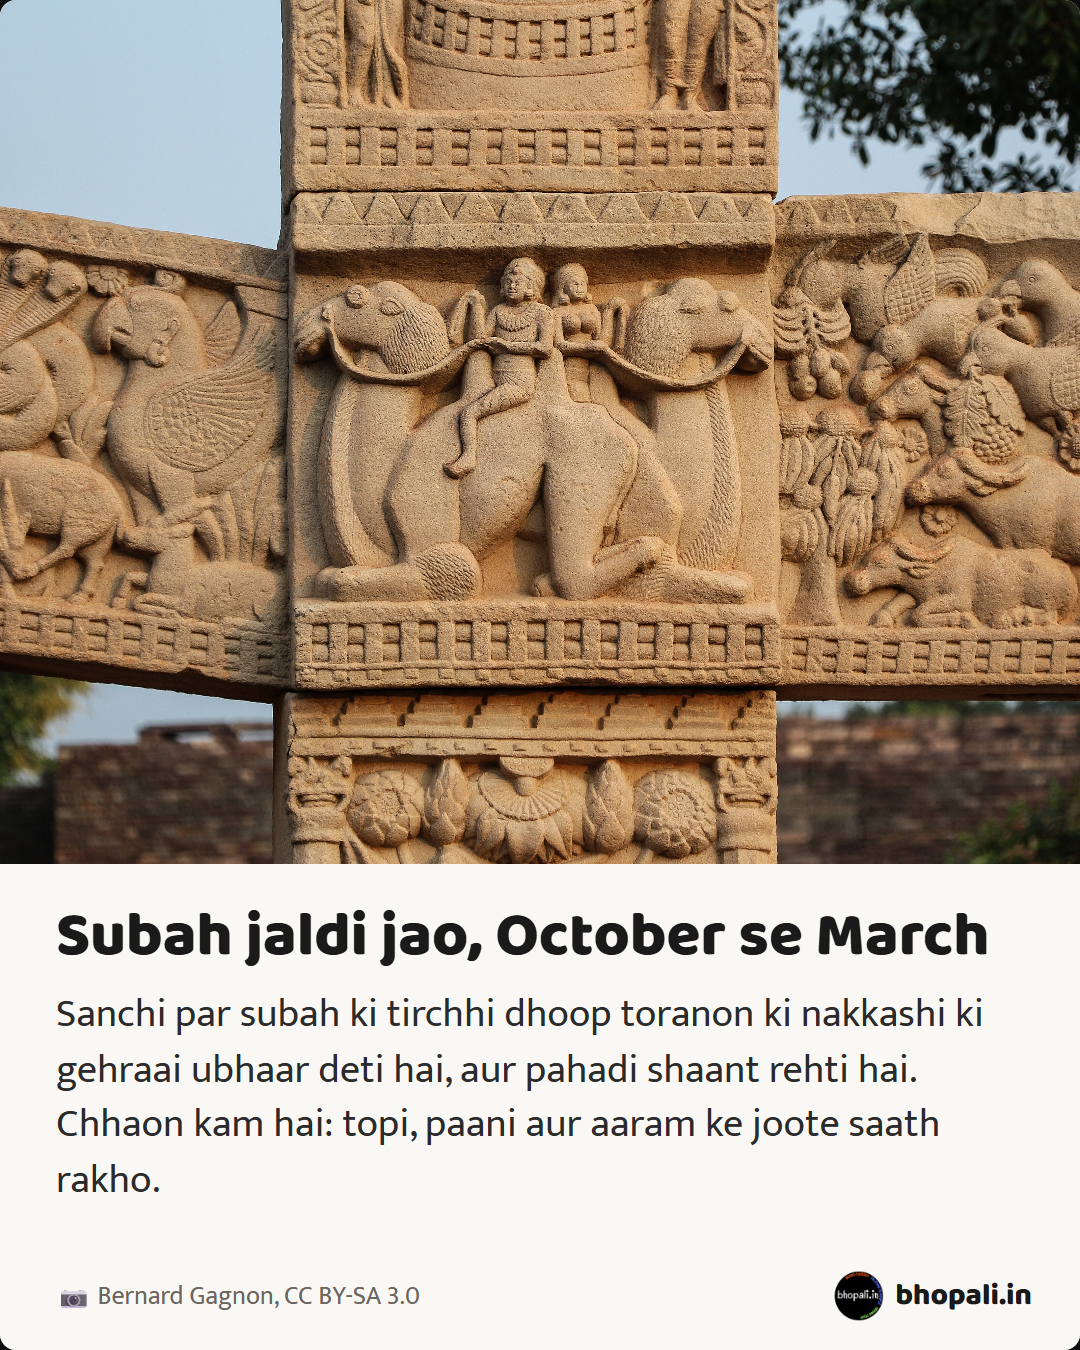 Subah jaldi jao, October se March
Sanchi par subah ki tirchhi dhoop toranon ki nakkashi ki
gehraai ubhaar deti hai, aur pahadi shaant rehti hai.
Chhaon kam hai: topi, paani aur aaram ke joote saath
rakho.
Bernard Gagnon, CC BY-SA 3.0
bhopali.in
bhopali.in